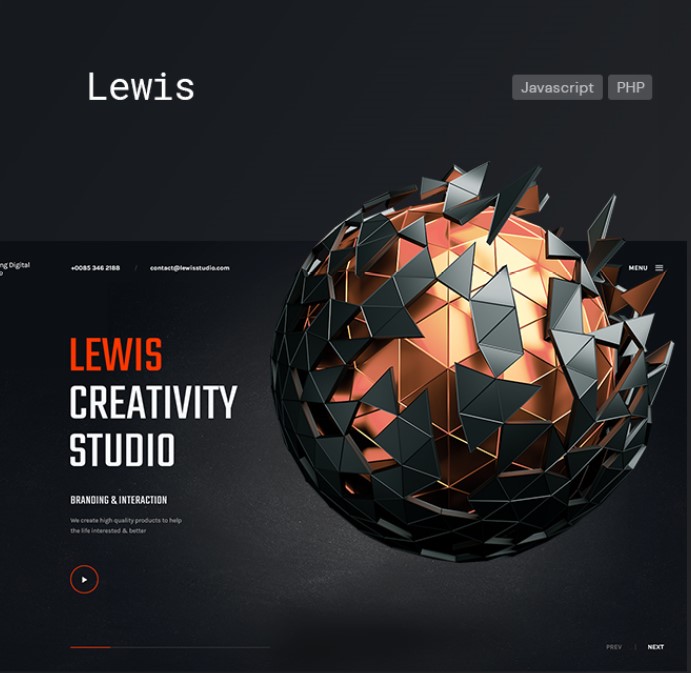 Lewis
Javascript PHP
ng Digital
+0085 346 2188 / contact@lewisstudio.com
MENU
LEWIS
CREATIVITY
STUDIO
BRANDING & INTERACTION
We create high quality products to help
the life interested & better
PREV | NEXT